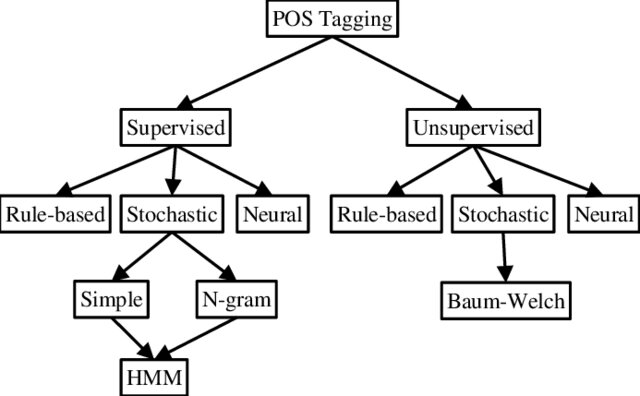 POS Tagging
Supervised
Unsupervised
Rule-based
Stochastic
Neural
Rule-based
Stochastic
Neural
Simple
N-gram
Baum-Welch
HMM